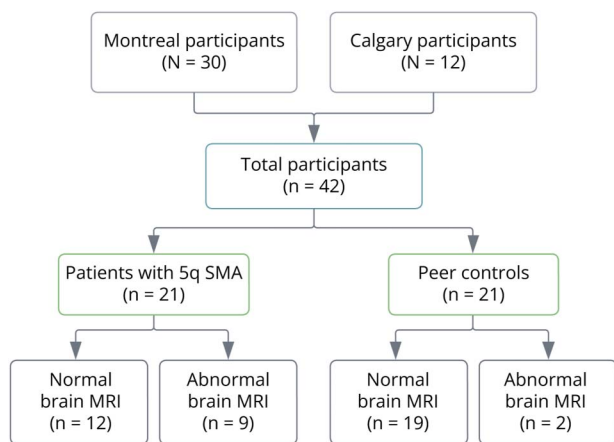 Montreal participants
(N = 30)
Calgary participants
(N = 12)
Total participants
(n = 42)
Patients with 5q SMA
(n = 21)
Peer controls
(n = 21)
Normal
brain MRI
(n = 12)
Abnormal
brain MRI
(n = 9)
Normal
brain MRI
(n = 19)
Abnormal
brain MRI
(n = 2)